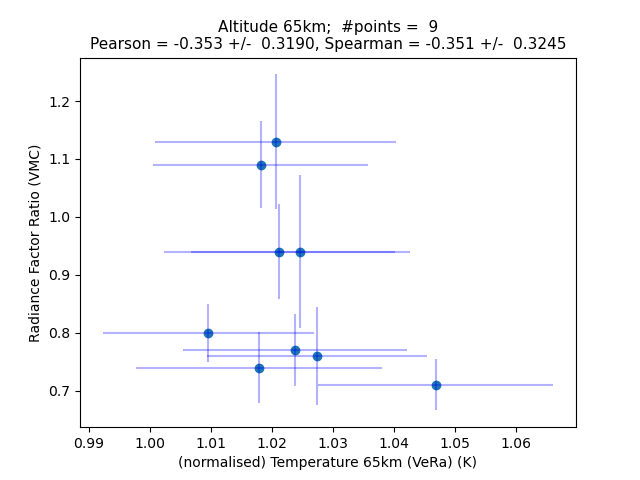 Altitude 65km;  #points =  9
Pearson = -0.353 +/-  0.3190, Spearman = -0.351 +/-  0.3245
1.2
1.1
1.0
0.9
0.8
0.7
Radiance Factor Ratio (VMC)
0.99 1.00 1.01 1.02 1.03 1.04 1.05 1.06
(normalised) Temperature 65km (VeRa) (K)